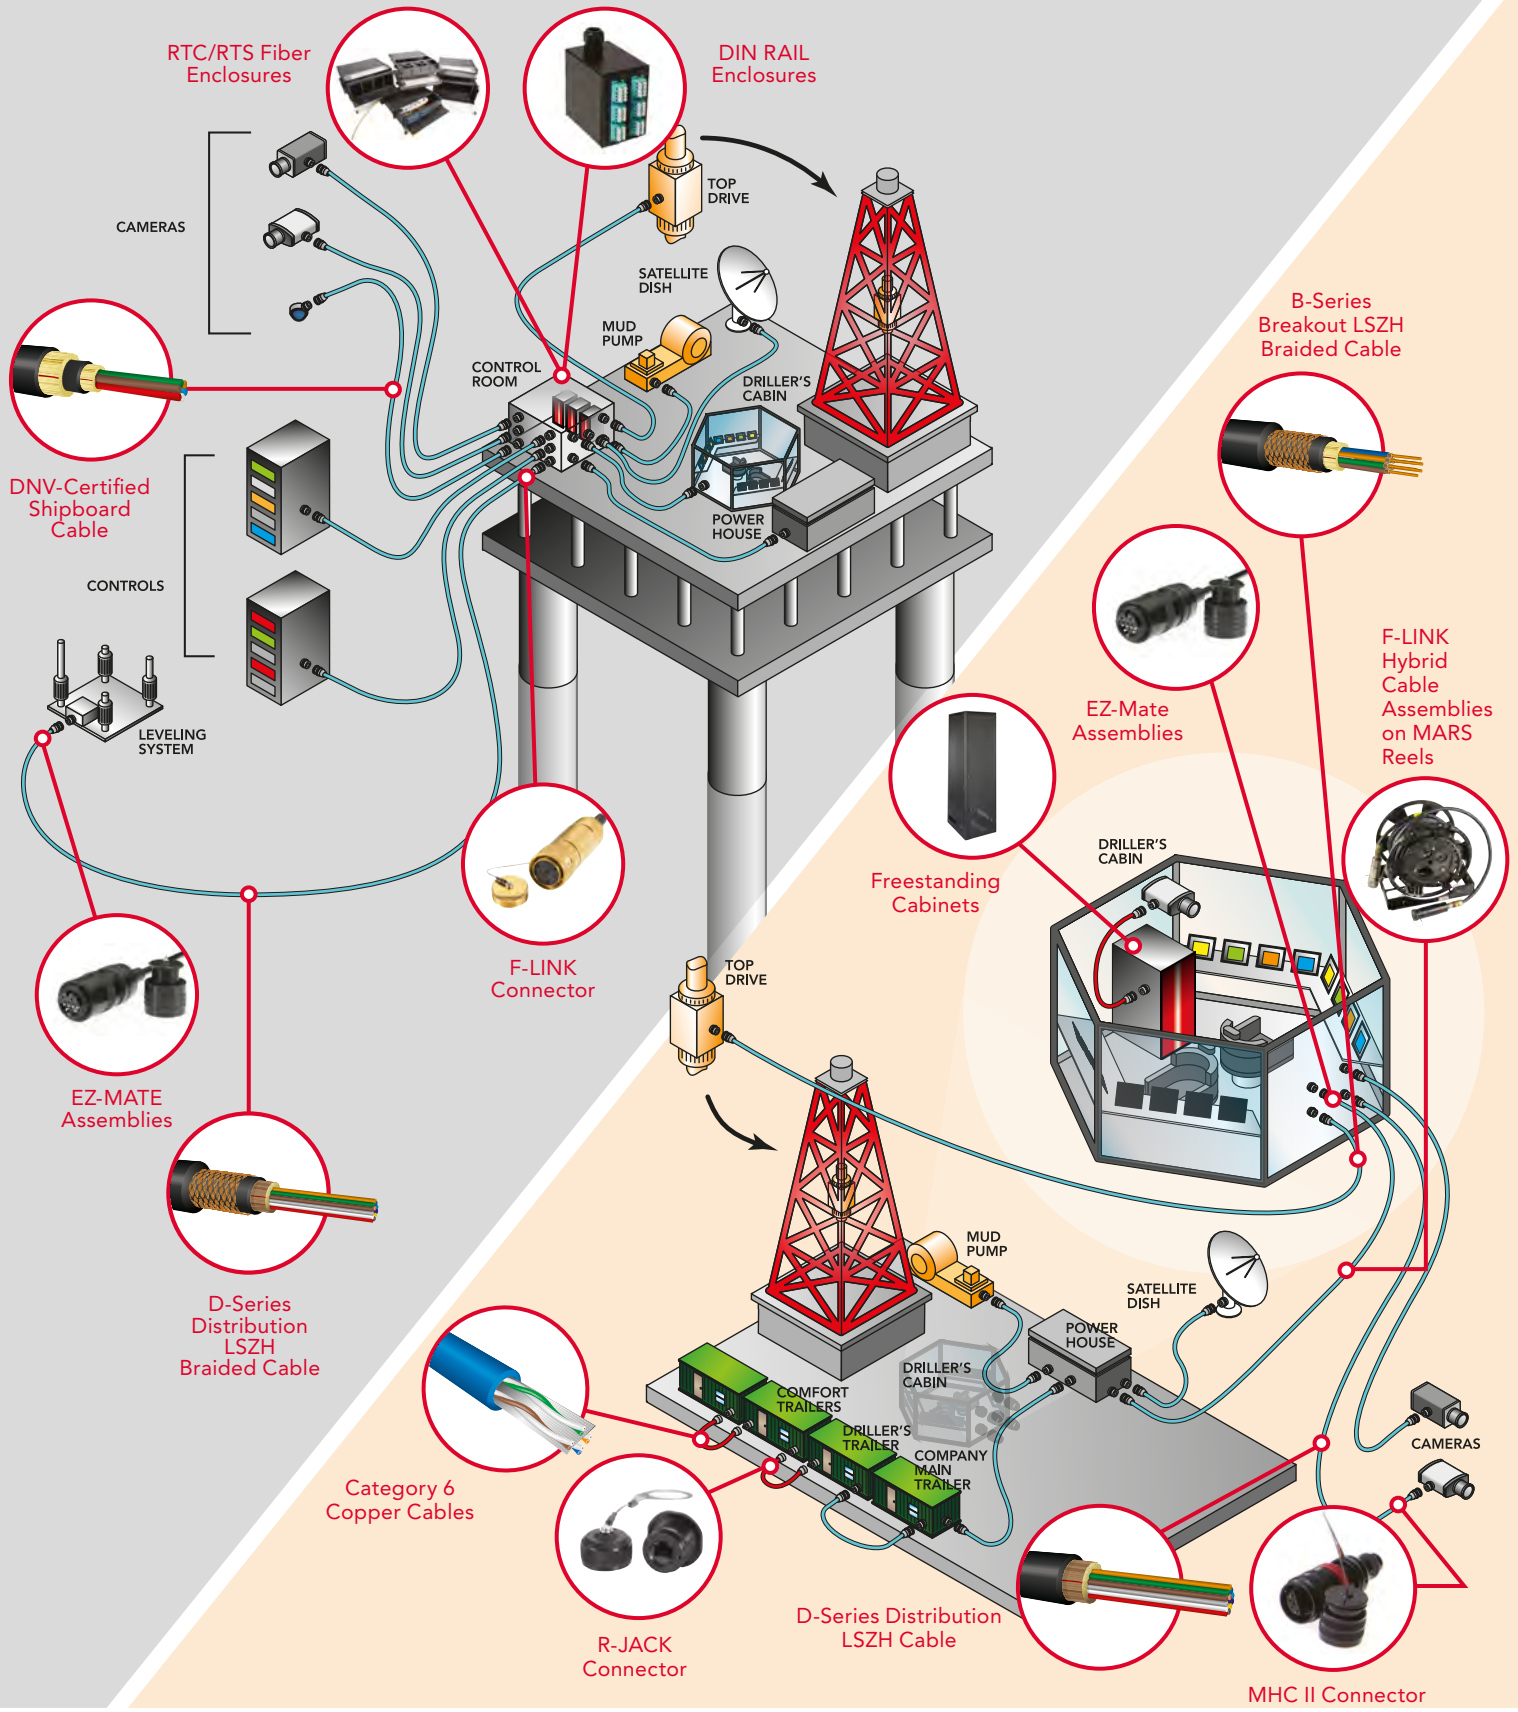 RTC/RTS Fiber
Enclosures
DIN RAIL
Enclosures
TOP
DRIVE
CAMERAS
SATELLITE
DISH
MUD
PUMP
CONTROL
ROOM
DRILLER'S
CABIN
B-Series
Breakout LSZH
Braided Cable
DNV-Certified
Shipboard
Cable
POWER
HOUSE
CONTROLS
LEVELING
SYSTEM
EZ-Mate
Assemblies
F-LINK
Hybrid
Cable
Assemblies
on MARS
Reels
DRILLER'S
CABIN
Freestanding
Cabinets
F-LINK
Connector
TOP
DRIVE
EZ-MATE
Assemblies
D-Series
Distribution
LSZH
Braided Cable
MUD
PUMP
SATELLITE
DISH
POWER
HOUSE
DRILLER'S
CABIN
COMFORT
TRAILERS
DRILLER'S
TRAILER
COMPANY
MAIN
TRAILER
CAMERAS
Category 6
Copper Cables
R-JACK
Connector
D-Series Distribution
LSZH Cable
MHC II Connector